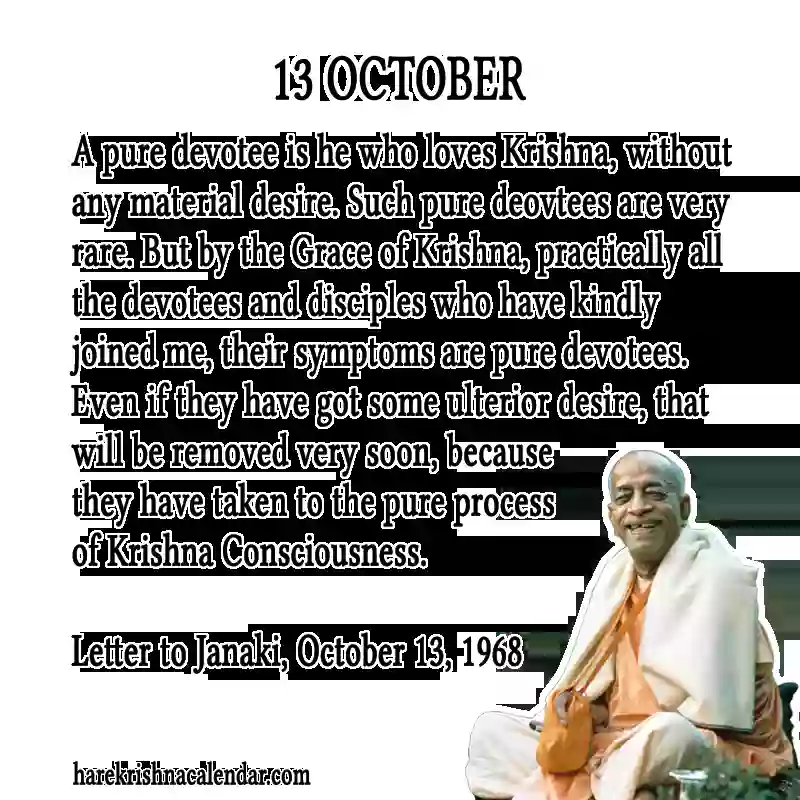 13 OCTOBER
A pure devotee is he who loves Krishna, without
any material desire. Such pure deovtees are very
rare. But by the Grace of Krishna, practically all
the devotees and disciples who have kindly
joined me, their symptoms are pure devotees.
Even if they have got some ulterior desire, that
will be removed very soon, because
they have taken to the pure process
of Krishna Consciousness.
Letter to Janaki, October 13, 1968
harekrishnacalendar.com